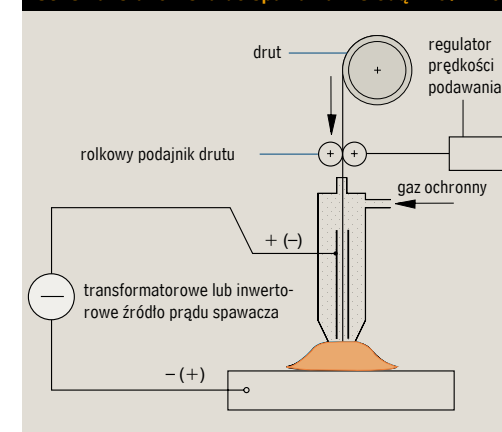 drut
regulator
prędkości
podawania
rolkowy podajnik drutu
gaz ochronny
+ (–)
transformatorowe lub inwerto-
rowe źródło prądu spawacza
– (+)